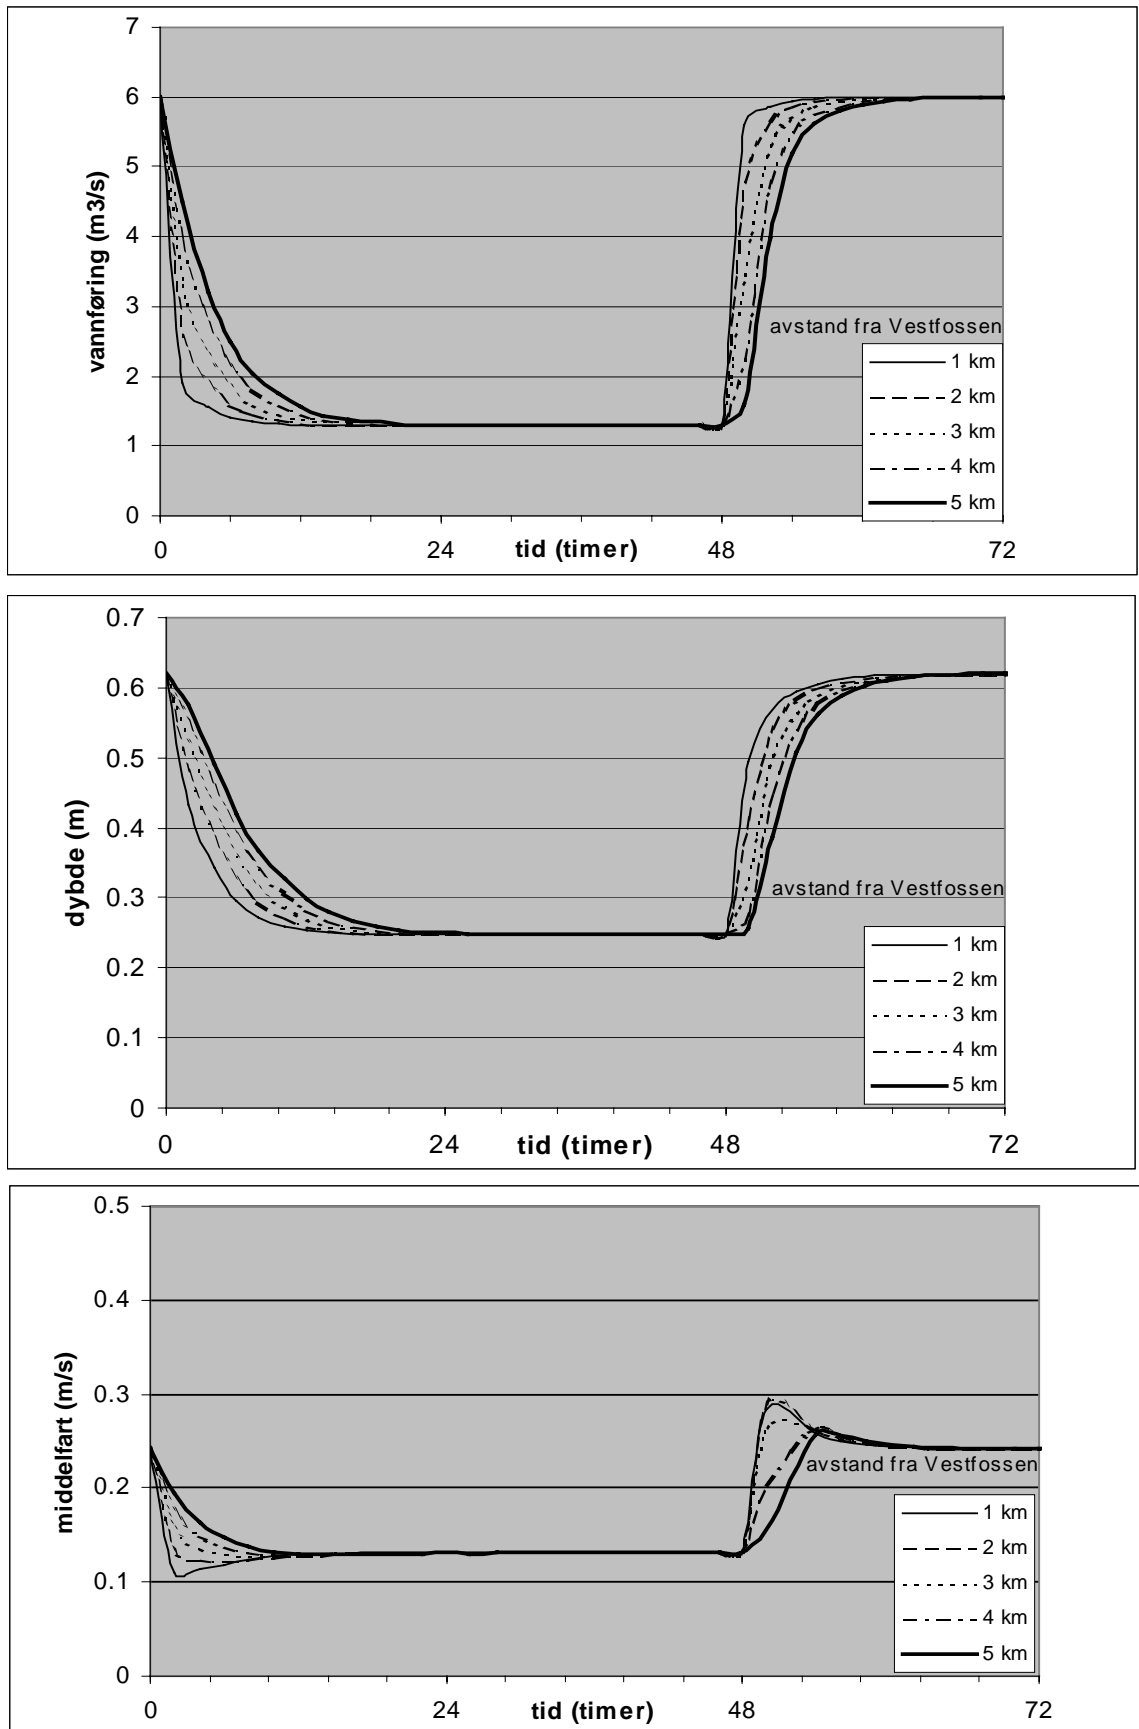 7
6
5
4
3
2
1
0
vannføring (m3/s)
avstand fra Vestfossen
1 km
2 km
3 km
4 km
5 km
0
24
48
72
tid (timer)
0.7
0.6
0.5
0.4
0.3
0.2
0.1
0
dybde (m)
avstand fra Vestfossen
1 km
2 km
3 km
4 km
5 km
0
24
48
72
tid (timer)
0.5
0.4
0.3
0.2
0.1
0
middelfart (m/s)
avstand fra Vestfossen
1 km
2 km
3 km
4 km
5 km
0
24
48
72
tid (timer)